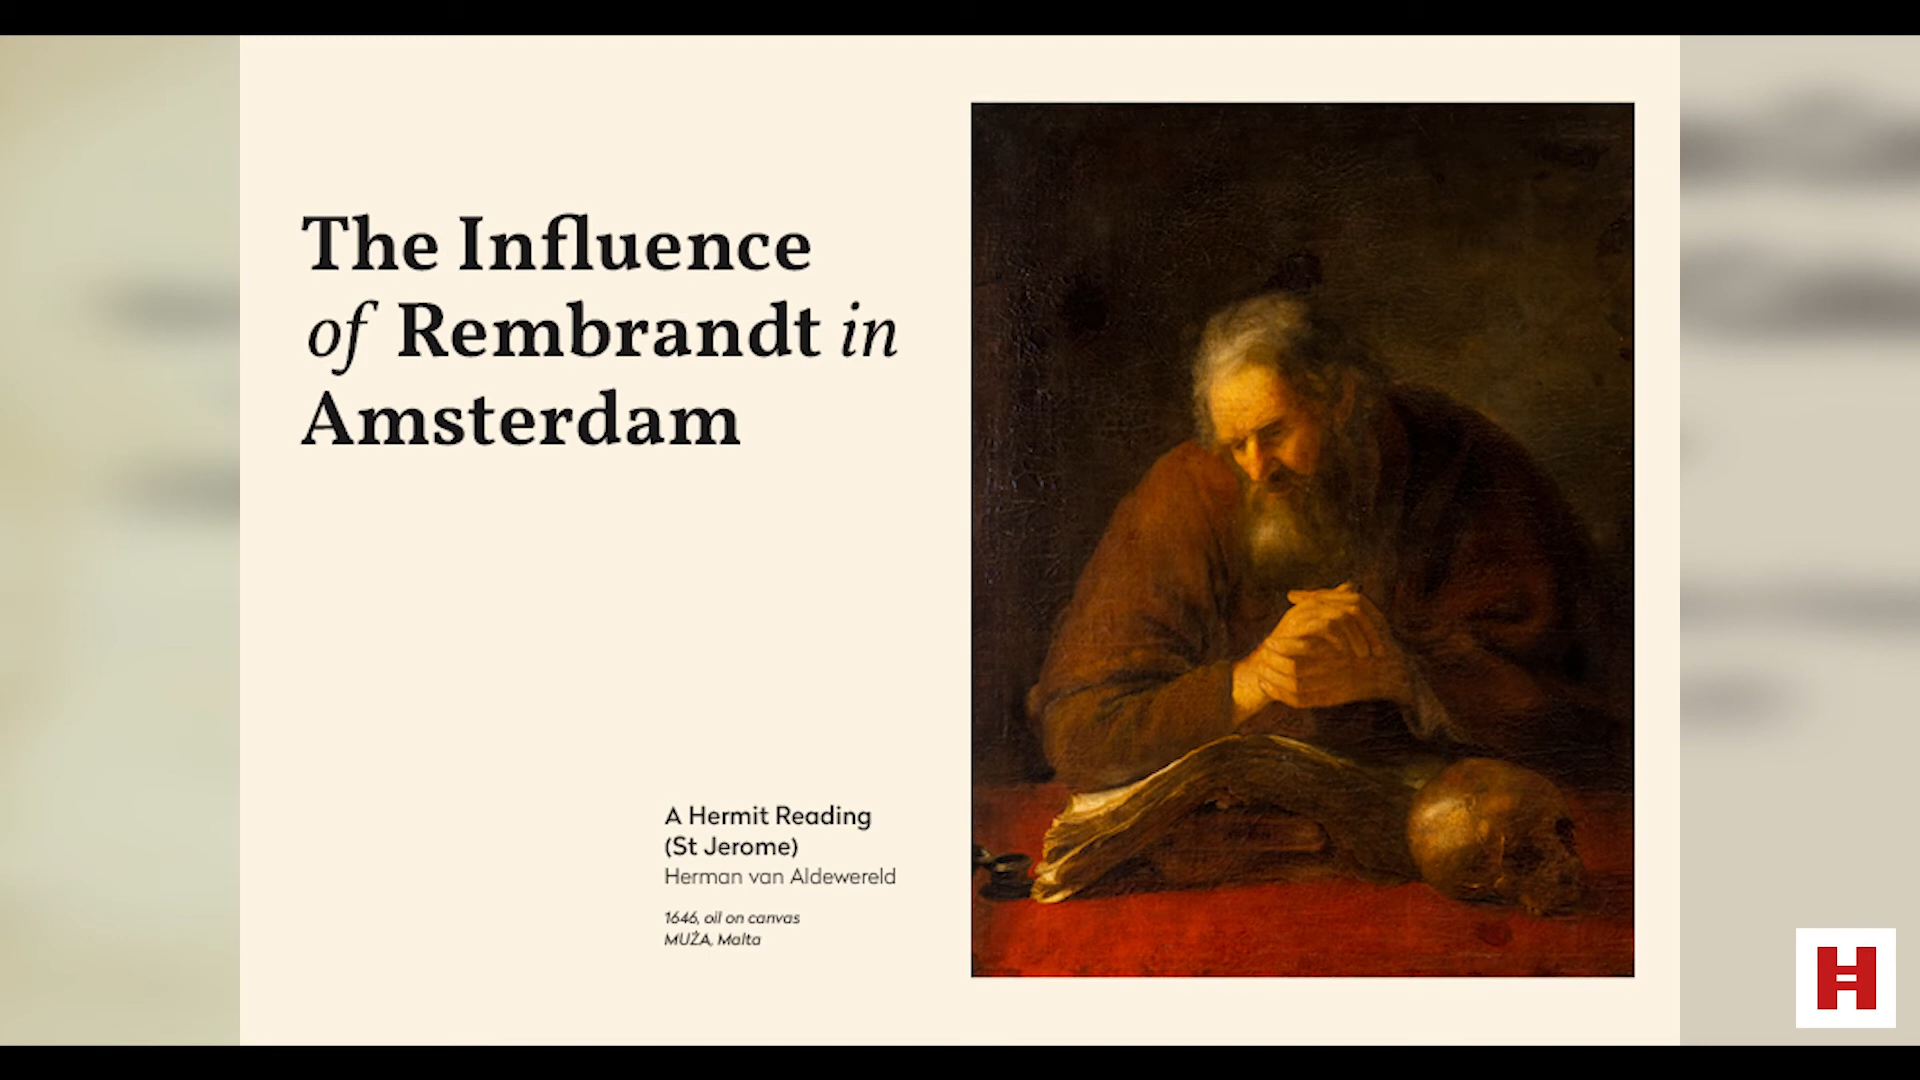 The Influence
of Rembrandt in
Amsterdam
A Hermit Reading
(St Jerome)
Herman van Aldewereld
1646, oil on canvas
MUŻA, Malta